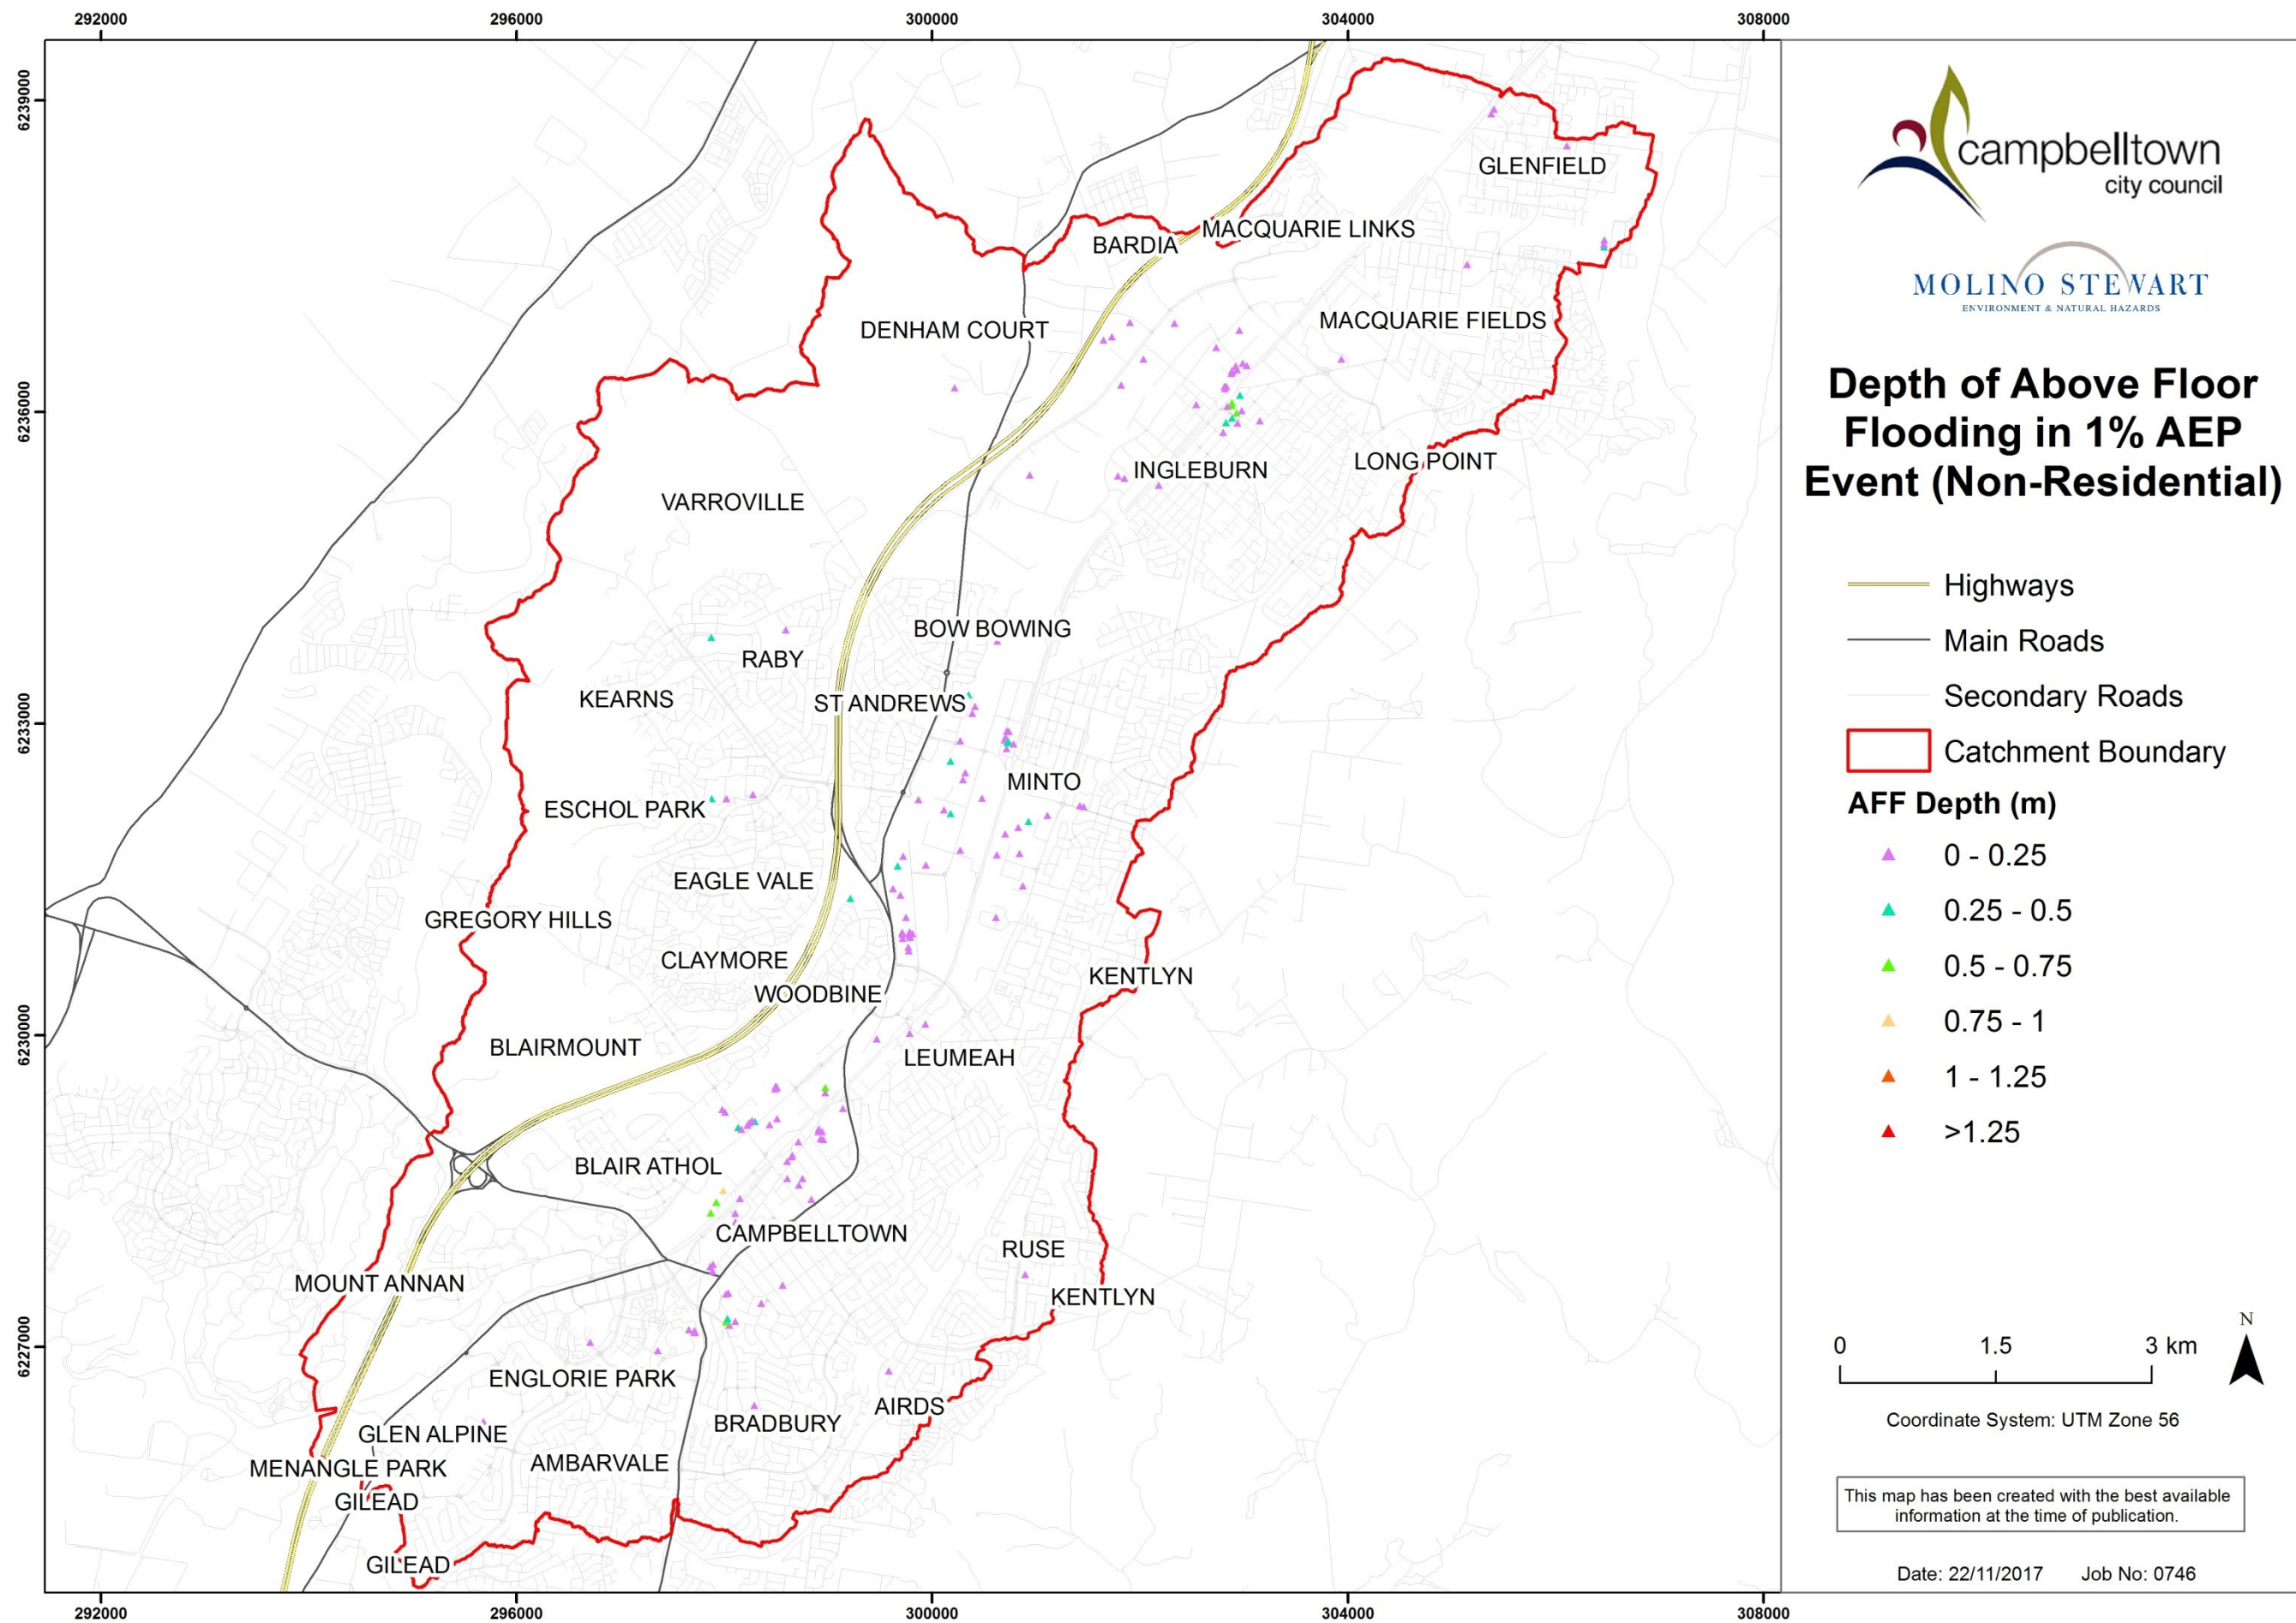 292000
296000
300000
304000
308000
6239000
6236000
6233000
6230000
6227000
GLENFIELD
MACQUARIE LINKS
BARDIA
MACQUARIE FIELDS
DENHAM COURT
INGLEBURN
LONG POINT
VARROVILLE
BOW BOWING
RABY
KEARNS
ST ANDREWS
MINTO
ESCHOL PARK
EAGLE VALE
GREGORY HILLS
CLAYMORE
KENTLYN
WOODBINE
BLAIRMOUNT
LEUMEAH
BLAIR ATHOL
CAMPBELLTOWN
RUSE
MOUNT ANNAN
KENTLYN
ENGLORIE PARK
AIRDS
BRADBURY
GLEN ALPINE
AMBARVALE
MENANGLE PARK
GILEAD
GILEAD
292000
296000
300000
304000
308000
campbelltown
city council
MOLINO STEWART
ENVIRONMENT & NATURAL HAZARDS
Depth of Above Floor
Flooding in 1% AEP
Event (Non-Residential)
Highways
Main Roads
Secondary Roads
Catchment Boundary
AFF Depth (m)
0 - 0.25
0.25 - 0.5
0.5 - 0.75
0.75 - 1
1 - 1.25
>1.25
N
0 1.5 3 km
Coordinate System: UTM Zone 56
This map has been created with the best available
information at the time of publication.
Date: 22/11/2017 Job No: 0746